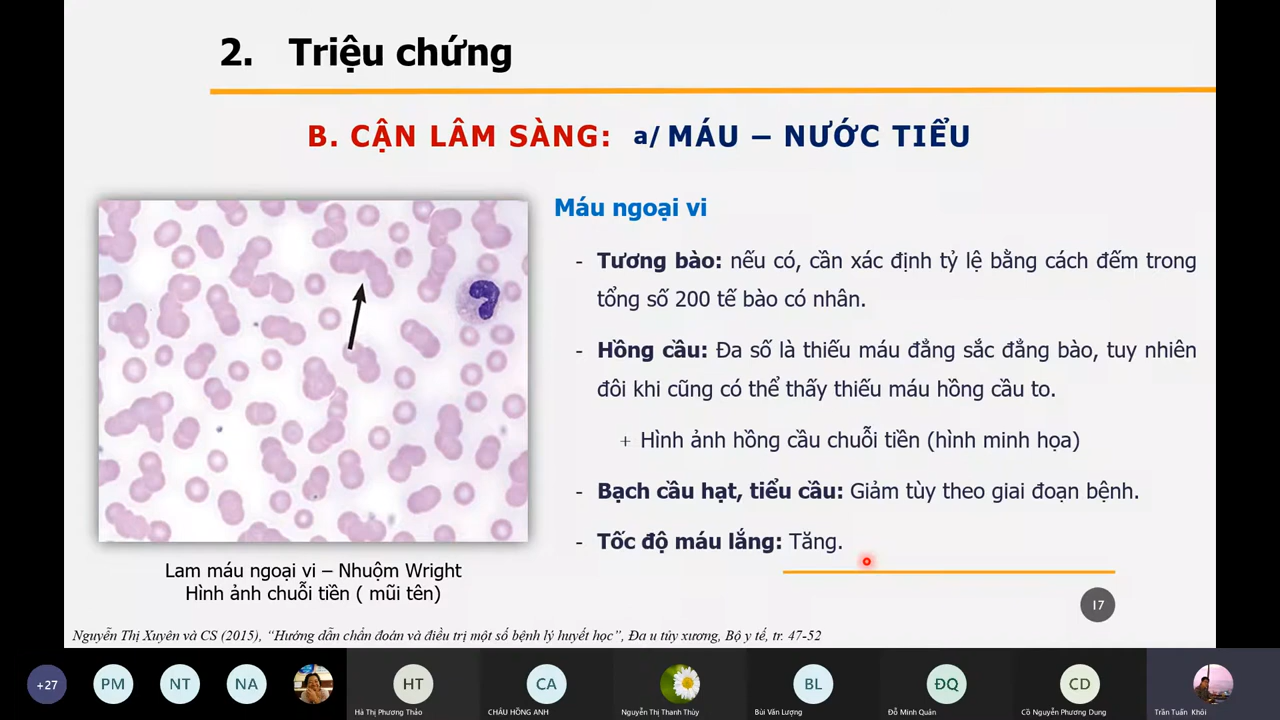 2. Triệu chứng
B. CẬN LÂM SÀNG: a/ MÁU – NƯỚC TIỂU
Máu ngoại vi
- Tương bào: nếu có, cần xác định tỷ lệ bằng cách đếm trong
tổng số 200 tế bào có nhân.
- Hồng cầu: Đa số là thiếu máu đẳng sắc đẳng bào, tuy nhiên
đôi khi cũng có thể thấy thiếu máu hồng cầu to.
+ Hình ảnh hồng cầu chuỗi tiền (hình minh họa)
- Bạch cầu hạt, tiểu cầu: Giảm tùy theo giai đoạn bệnh.
- Tốc độ máu lắng: Tăng.
Lam máu ngoại vi – Nhuộm Wright
Hình ảnh chuỗi tiền ( mũi tên)
17
Nguyễn Thị Xuyên và CS (2015), “Hướng dẫn chẩn đoán và điều trị một số bệnh lý huyết học”, Đa u tủy xương, Bộ y tế, tr. 47-52
+27 PM NT NA HT CA BL ĐQ CD
Hà Thị Phương Thảo CHÂU HỒNG ANH Nguyễn Thị Thanh Thủy Bùi Văn Lượng Đỗ Minh Quân Cồ Nguyễn Phương Dung Trần Tuấn Khôi